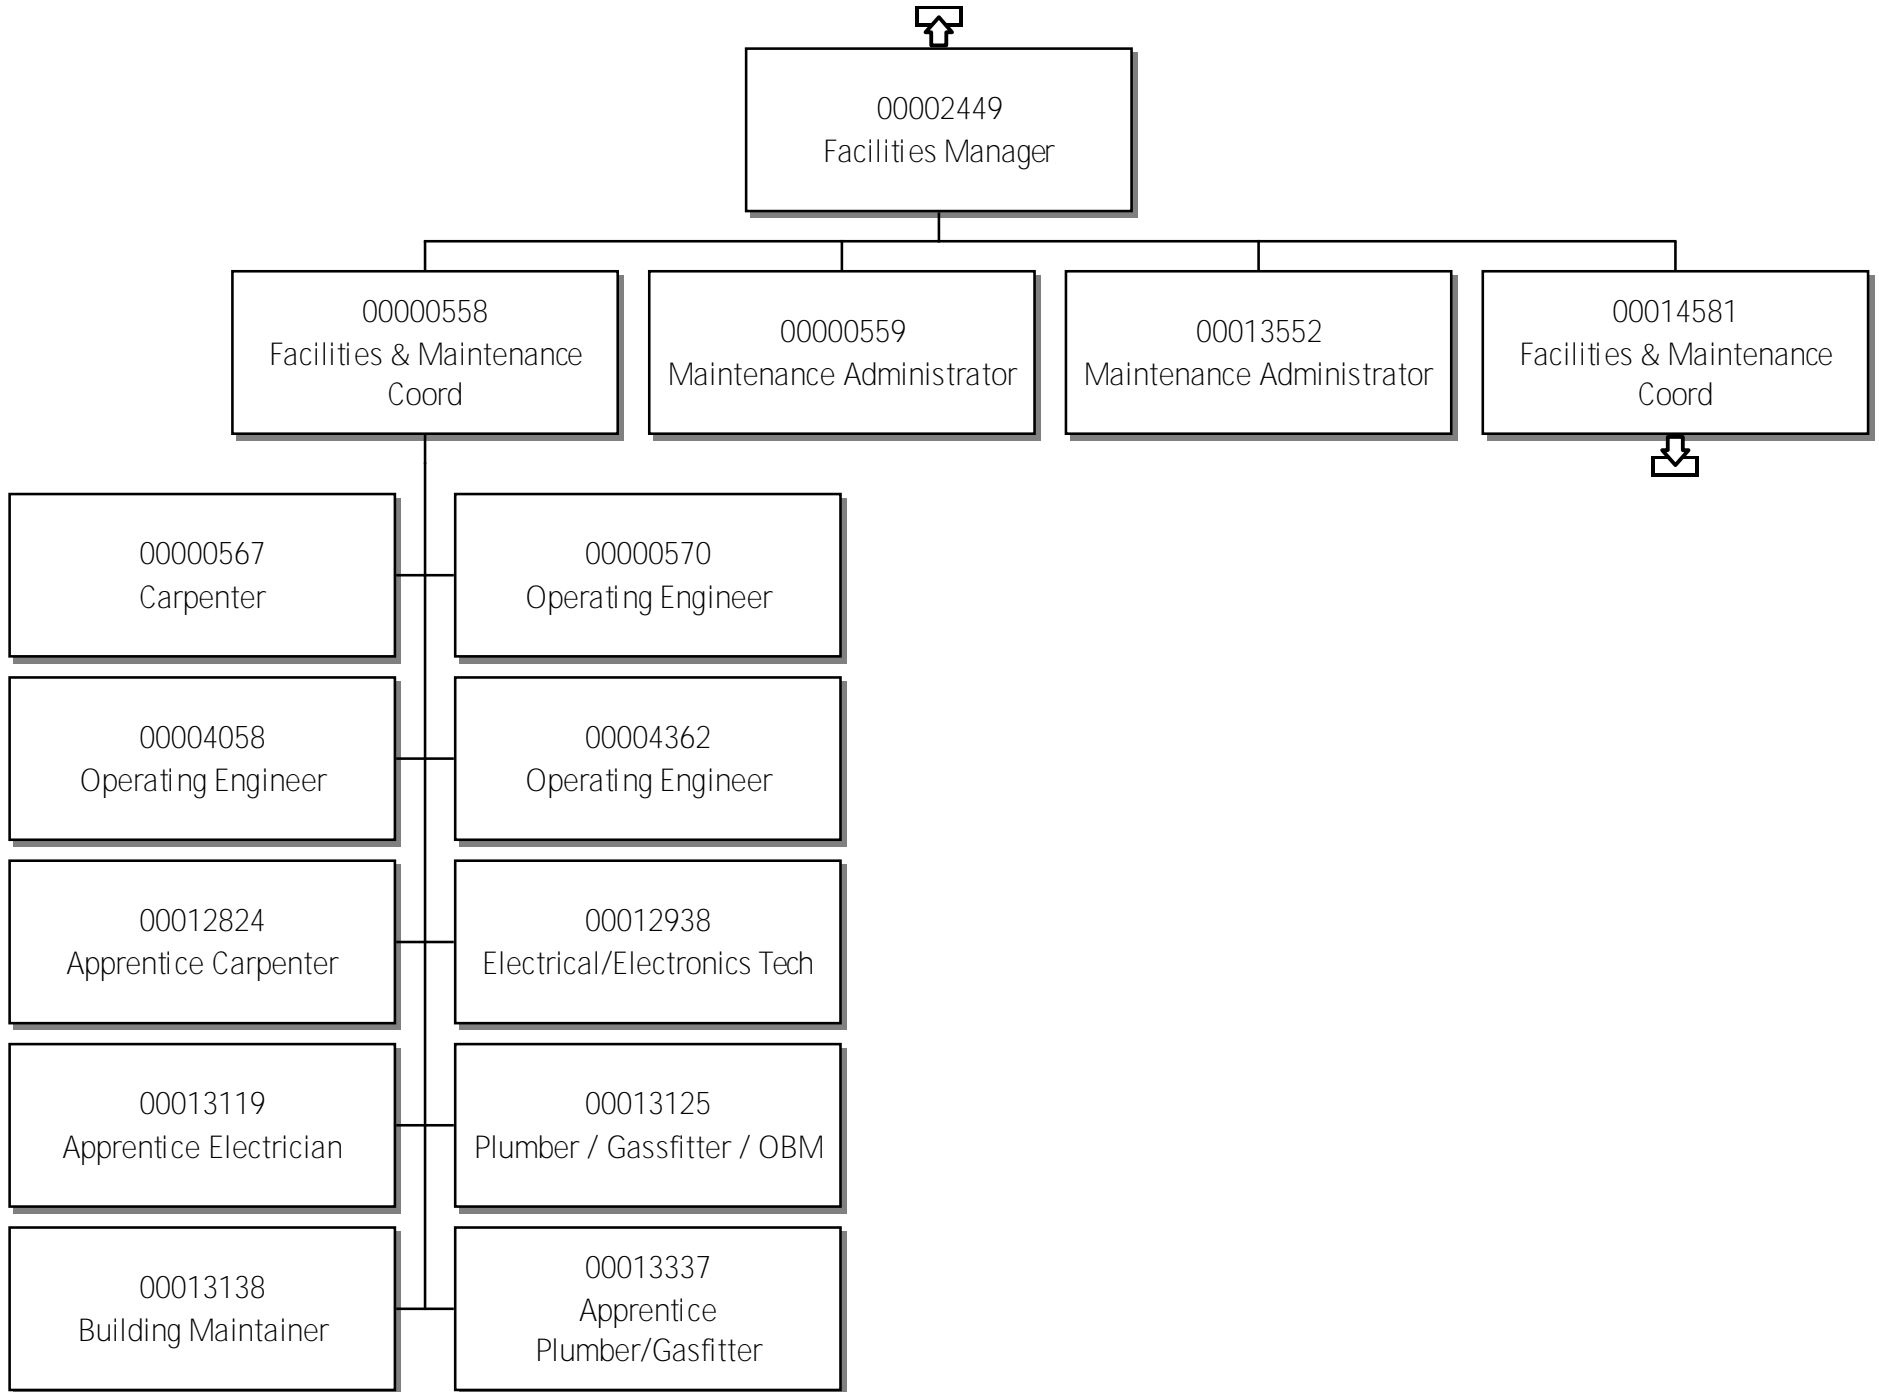 00002449
Facilities Manager
00000558
Facilities & Maintenance
Coord
00000559
Maintenance Administrator
00013552
Maintenance Administrator
00014581
Facilities & Maintenance
Coord
00000567
Carpenter
00000570
Operating Engineer
00004058
Operating Engineer
00004362
Operating Engineer
00012824
Apprentice Carpenter
00012938
Electrical/Electronics Tech
00013119
Apprentice Electrician
00013125
Plumber / Gassfitter / OBM
00013138
Building Maintainer
00013337
Apprentice
Plumber/Gasfitter